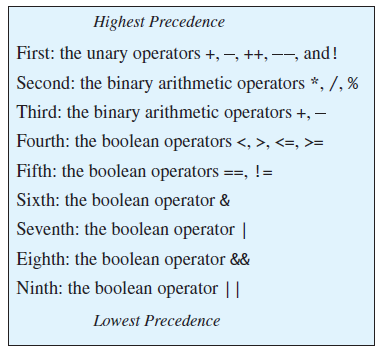 Highest Precedence
First: the unary operators +, −, ++, −−, and!
Second: the binary arithmetic operators *, /, %
Third: the binary arithmetic operators +, −
Fourth: the boolean operators <, >, <=, >=
Fifth: the boolean operators ==, !=
Sixth: the boolean operator &
Seventh: the boolean operator |
Eighth: the boolean operator &&
Ninth: the boolean operator ||
Lowest Precedence